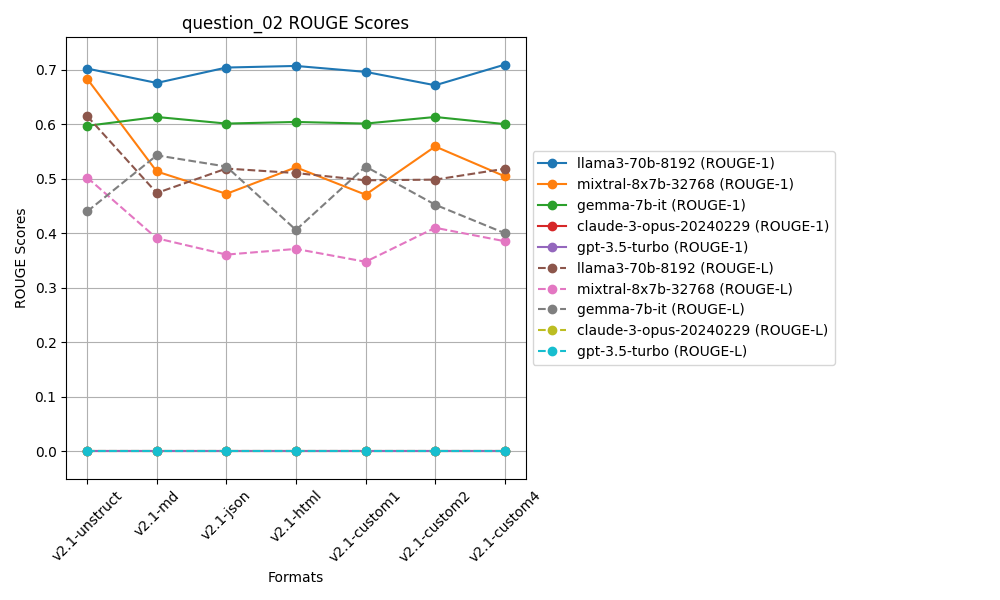 question_02 ROUGE Scores
ROUGE Scores
0.7
0.6
0.5
0.4
0.3
0.2
0.1
0.0
v2.1-unstruct
v2.1-md
v2.1-json
v2.1-html
v2.1-custom1
v2.1-custom2
v2.1-custom4
Formats
llama3-70b-8192 (ROUGE-1)
mixtral-8x7b-32768 (ROUGE-1)
gemma-7b-it (ROUGE-1)
claude-3-opus-20240229 (ROUGE-1)
gpt-3.5-turbo (ROUGE-1)
llama3-70b-8192 (ROUGE-L)
mixtral-8x7b-32768 (ROUGE-L)
gemma-7b-it (ROUGE-L)
claude-3-opus-20240229 (ROUGE-L)
gpt-3.5-turbo (ROUGE-L)